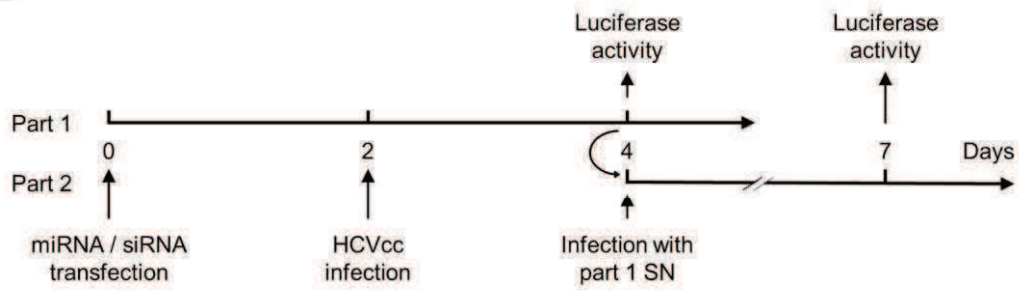 Luciferase
activity
Luciferase
activity
Part 1
0
2
4
7
Days
Part 2
miRNA / siRNA
transfection
HCVcc
infection
Infection with
part 1 SN